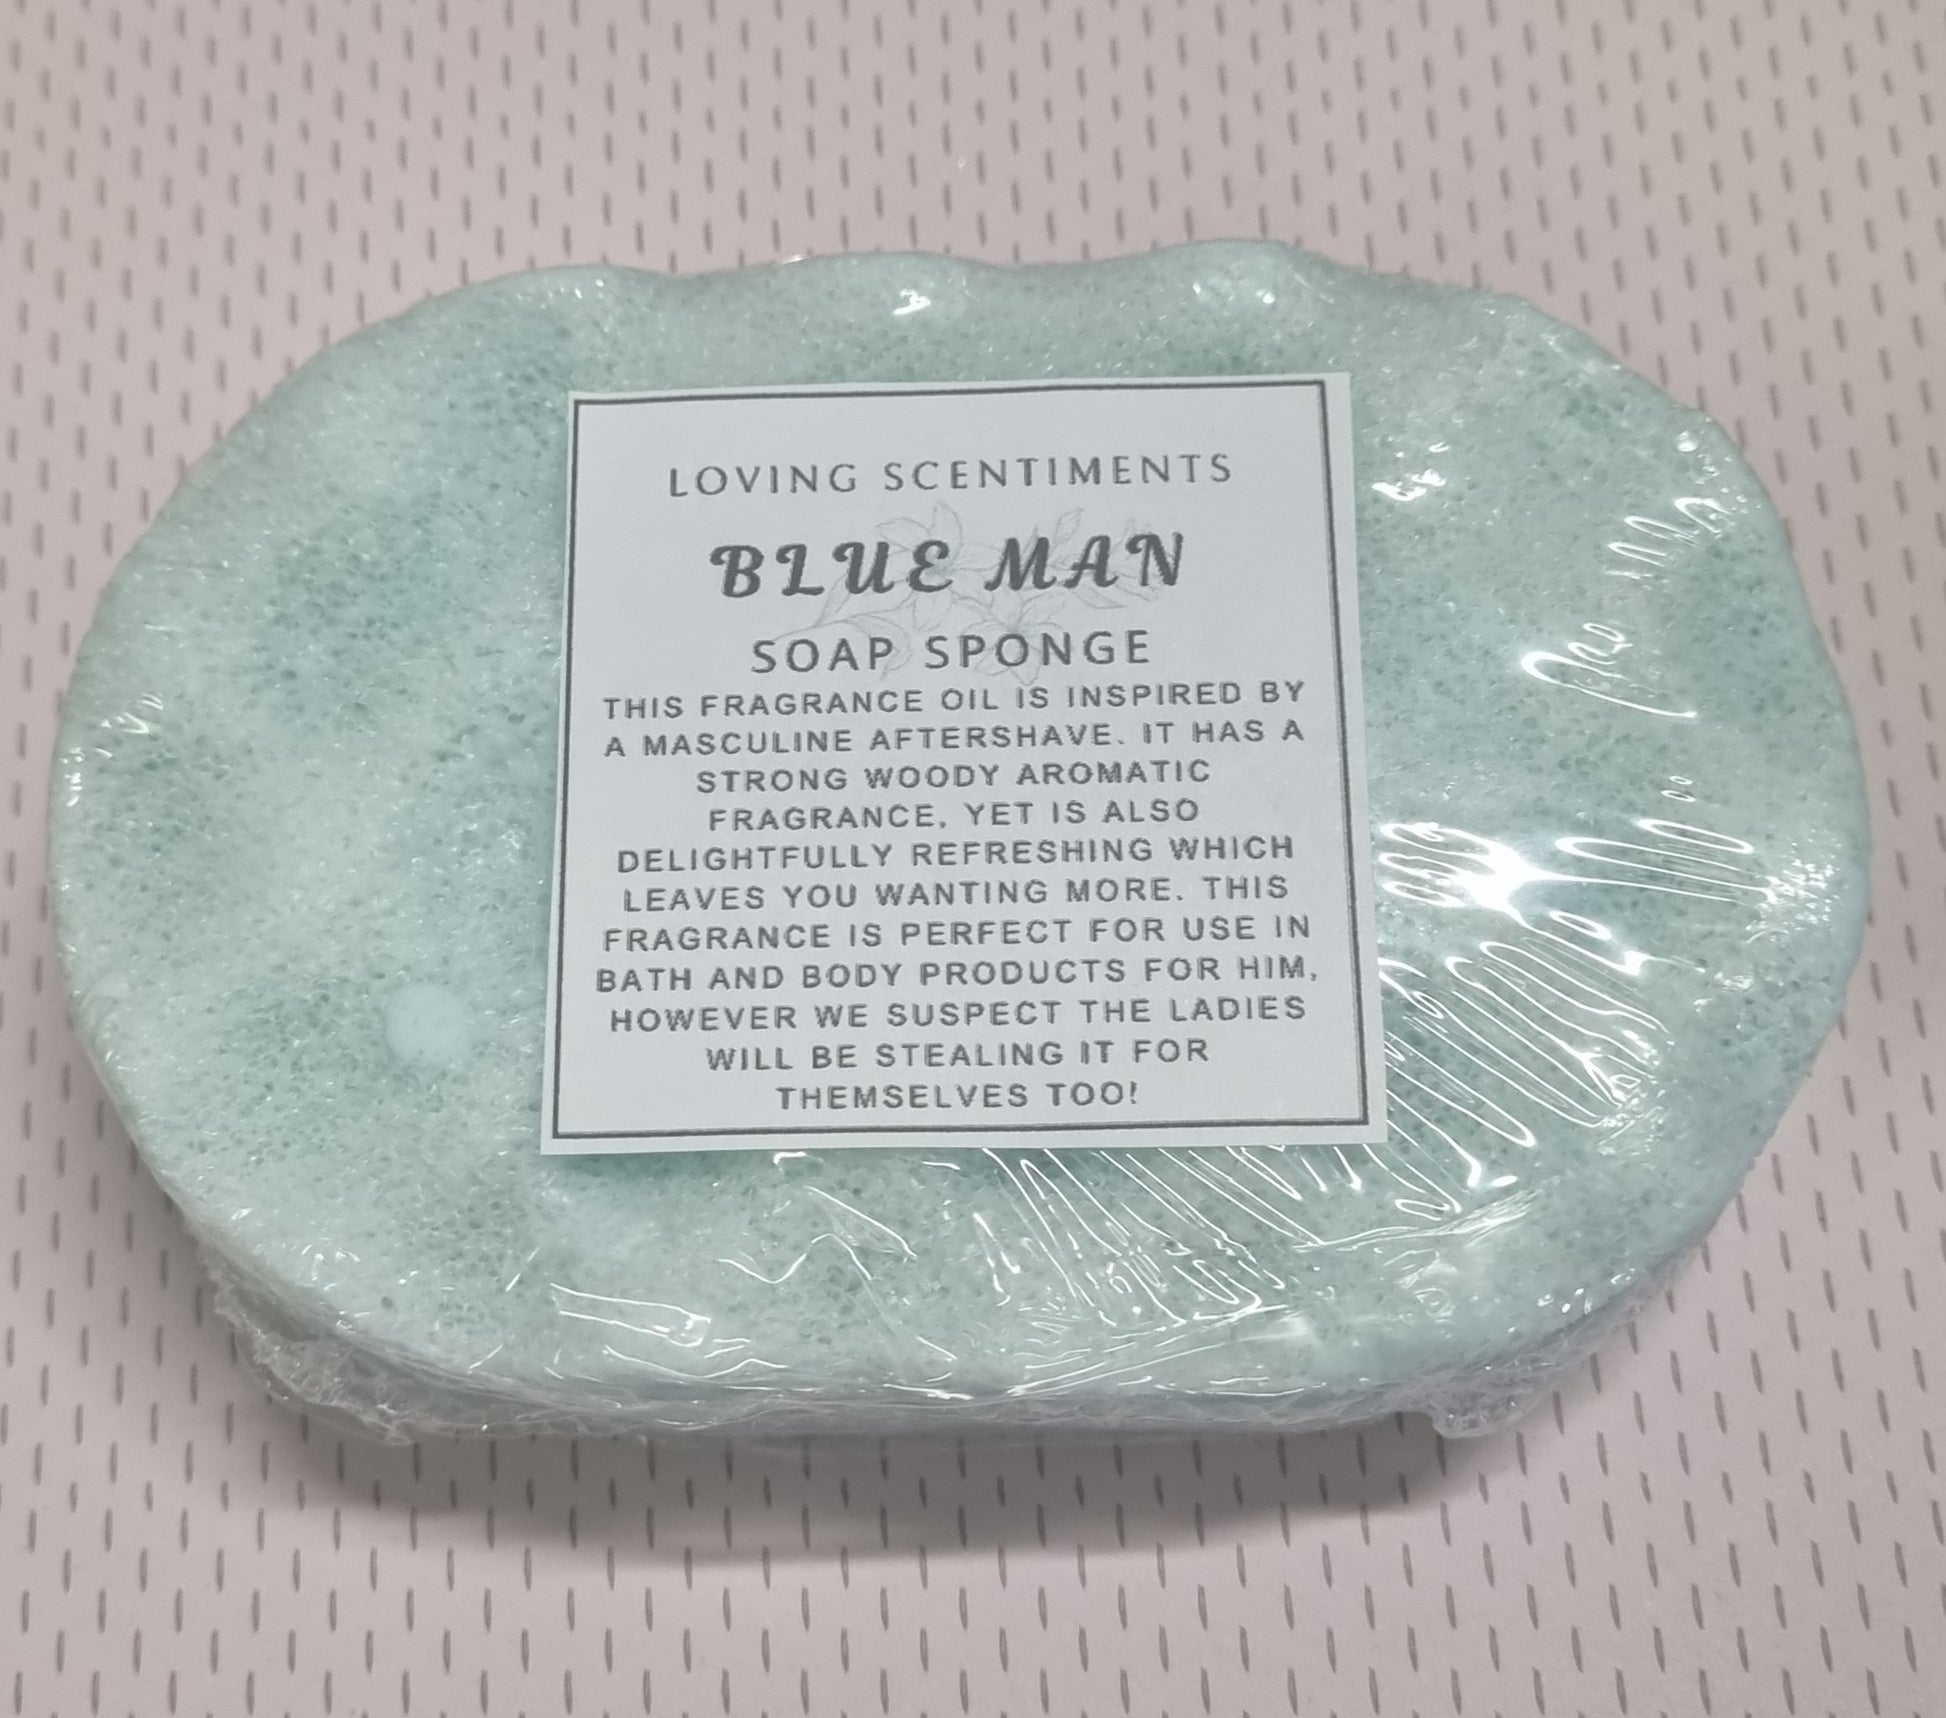 LOVING SCENTIMENTS
BLUE MAN
SOAP SPONGE
THIS FRAGRANCE OIL IS INSPIRED BY
A MASCULINE AFTERSHAVE. IT HAS A
STRONG WOODY AROMATIC
FRAGRANCE, YET IS ALSO
DELIGHTFULLY REFRESHING WHICH
LEAVES YOU WANTING MORE. THIS
FRAGRANCE IS PERFECT FOR USE IN
BATH AND BODY PRODUCTS FOR HIM,
HOWEVER WE SUSPECT THE LADIES
WILL BE STEALING IT FOR
THEMSELVES TOO!